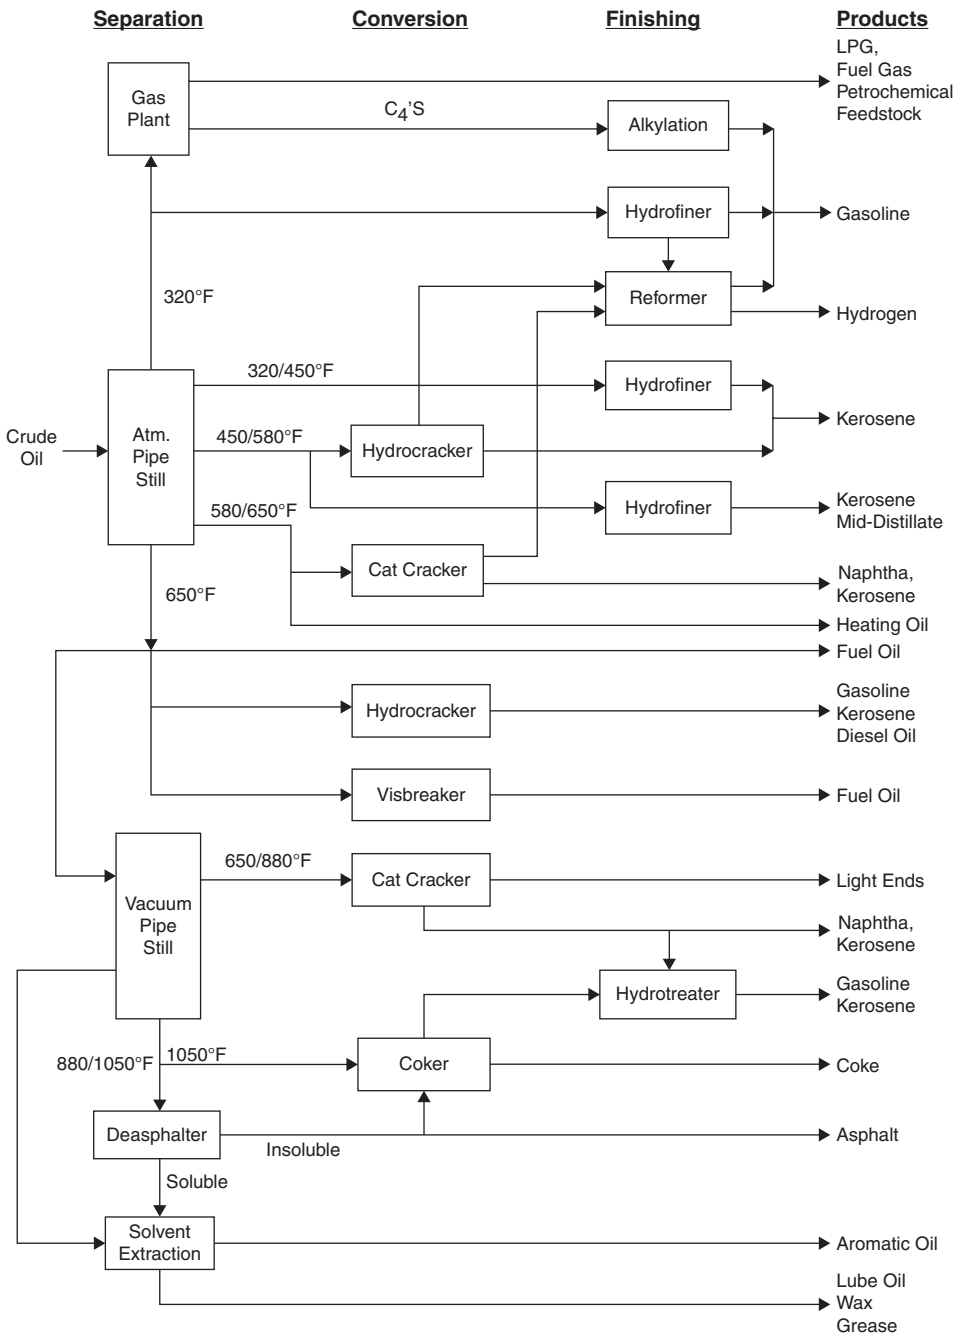 Separation
Conversion
Finishing
Products
Gas
Plant
C4'S
Alkylation
LPG,
Fuel Gas
Petrochemical
Feedstock
Hydrofiner
Gasoline
320°F
Reformer
Hydrogen
320/450°F
Hydrofiner
Kerosene
Crude
Oil
Atm.
Pipe
Still
450/580°F
Hydrocracker
580/650°F
Hydrofiner
Kerosene
Mid-Distillate
Cat Cracker
Naphtha,
Kerosene
650°F
Heating Oil
Fuel Oil
Hydrocracker
Gasoline
Kerosene
Diesel Oil
Visbreaker
Fuel Oil
Vacuum
Pipe
Still
650/880°F
Cat Cracker
Light Ends
Naphtha,
Kerosene
Hydrotreater
Gasoline
Kerosene
880/1050°F
1050°F
Coker
Coke
Deasphalter
Insoluble
Asphalt
Soluble
Solvent
Extraction
Aromatic Oil
Lube Oil
Wax
Grease